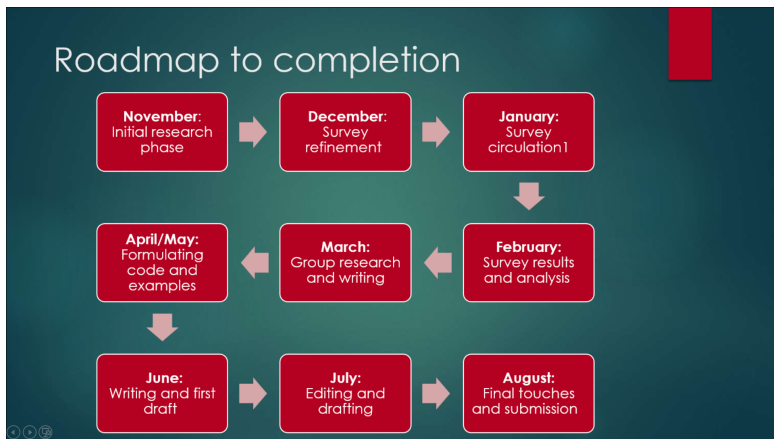 Roadmap to completion
November:
Initial research
phase
December:
Survey
refinement
January:
Survey
circulation1
February:
Survey results
and analysis
March:
Group research
and writing
April/May:
Formulating
code and
examples
June:
Writing and first
draft
July:
Editing and
drafting
August:
Final touches
and submission